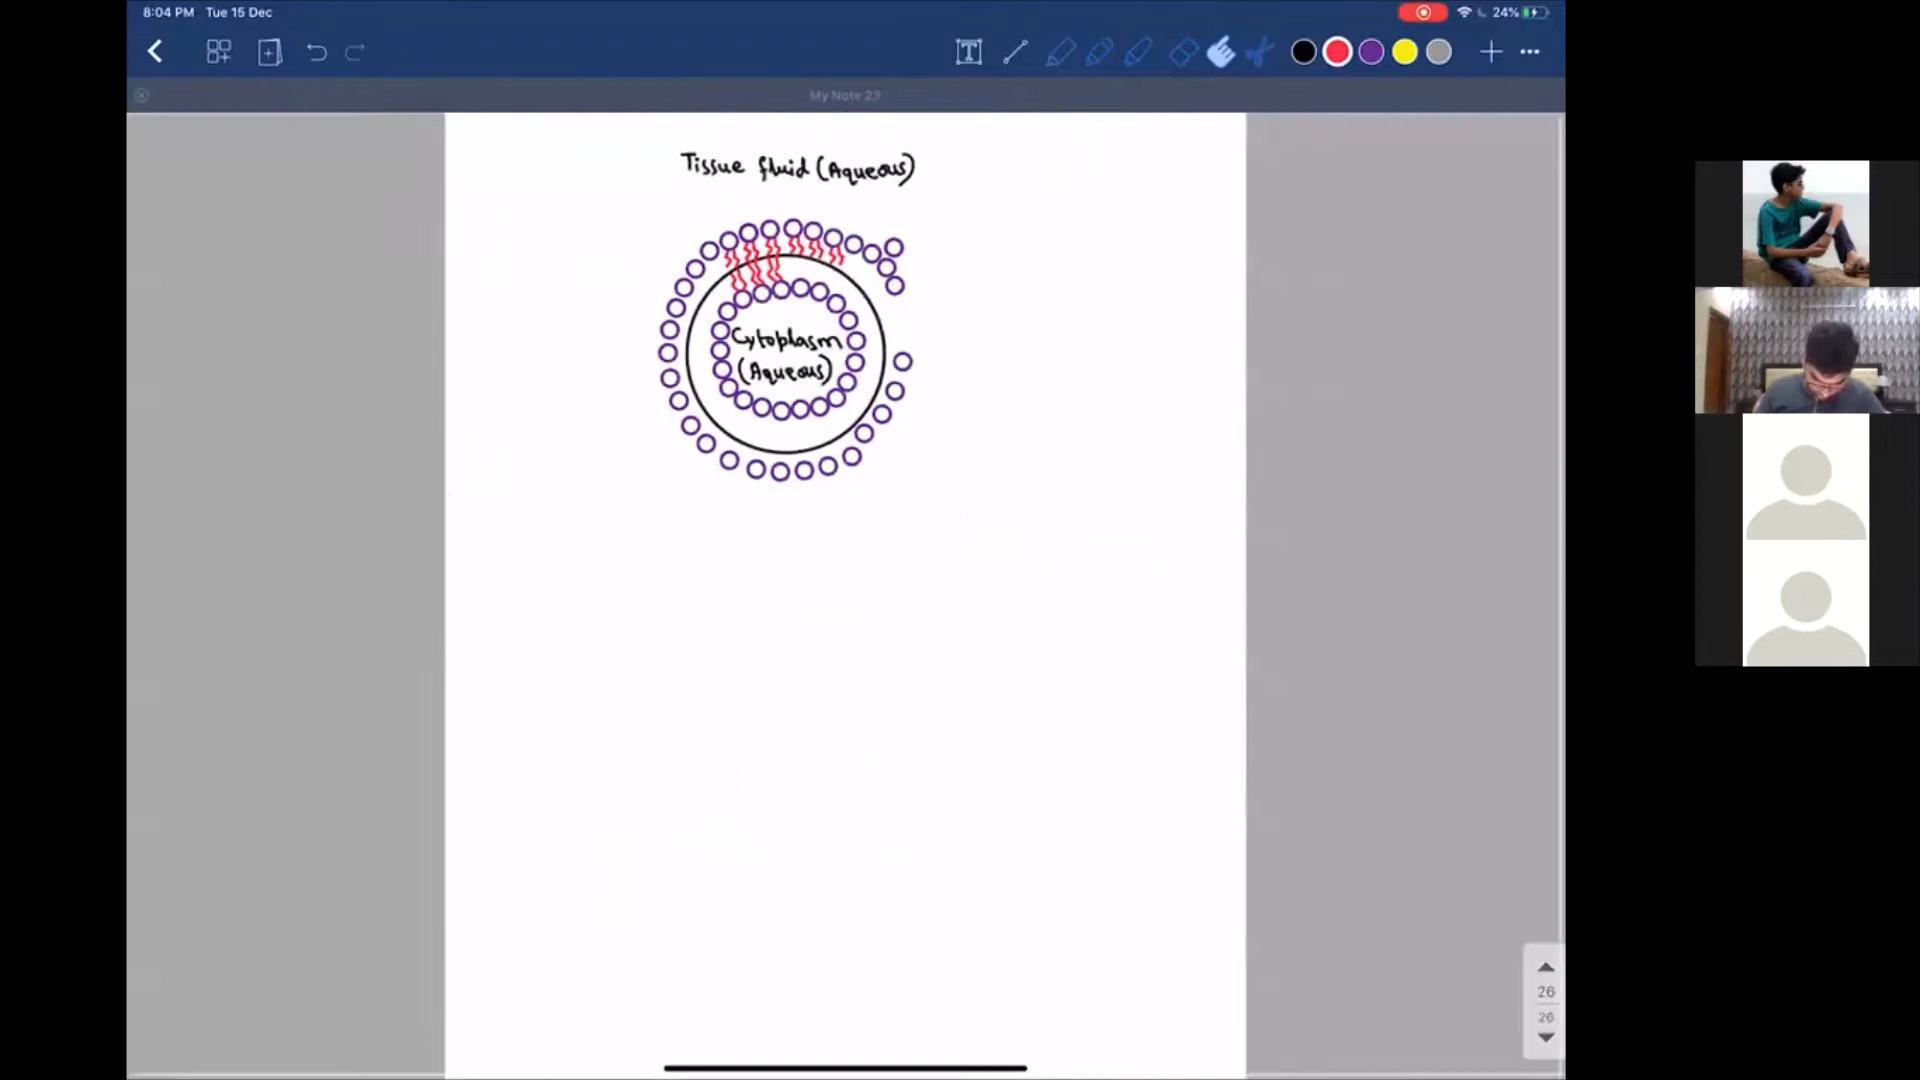 8:04 PM Tue 15 Dec
24%
My Note 23
Tissue fluid (Aqueous)
Cytoplasm
(Aqueous)
26
26